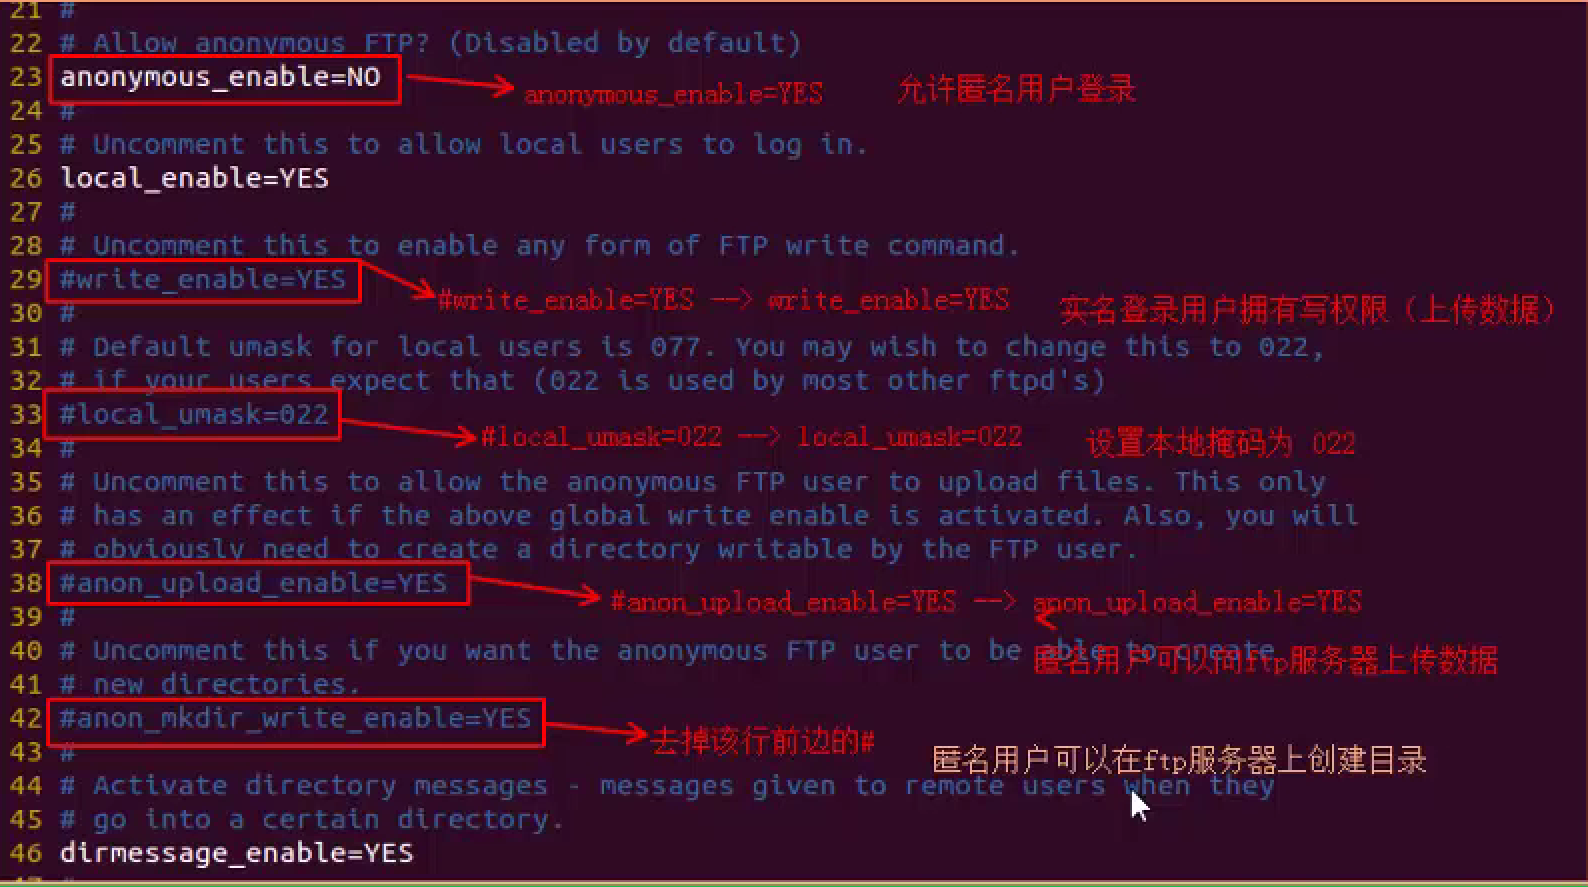 21 #
22 # Allow anonymous FTP? (Disabled by default)
23 anonymous_enable=NO anonymous_enable=YES 允许匿名用户登录
24 #
25 # Uncomment this to allow local users to log in.
26 local_enable=YES
27 #
28 # Uncomment this to enable any form of FTP write command.
29 #write_enable=YES #write_enable=YES --> write_enable=YES 实名登录用户拥有写权限（上传数据）
30 #
31 # Default umask for local users is 077. You may wish to change this to 022,
32 # if your users expect that (022 is used by most other ftpd's)
33 #local_umask=022 #local_umask=022 --> local_umask=022 设置本地掩码为 022
34 #
35 # Uncomment this to allow the anonymous FTP user to upload files. This only
36 # has an effect if the above global write enable is activated. Also, you will
37 # obviously need to create a directory writable by the FTP user.
38 #anon_upload_enable=YES #anon_upload_enable=YES --> anon_upload_enable=YES
39 #
40 # Uncomment this if you want the anonymous FTP user to be able to create
匿名用户可以向ftp服务器上传数据
41 # new directories.
42 #anon_mkdir_write_enable=YES 去掉该行前边的# 匿名用户可以在ftp服务器上创建目录
43 #
44 # Activate directory messages - messages given to remote users when they
45 # go into a certain directory.
46 dirmessage_enable=YES